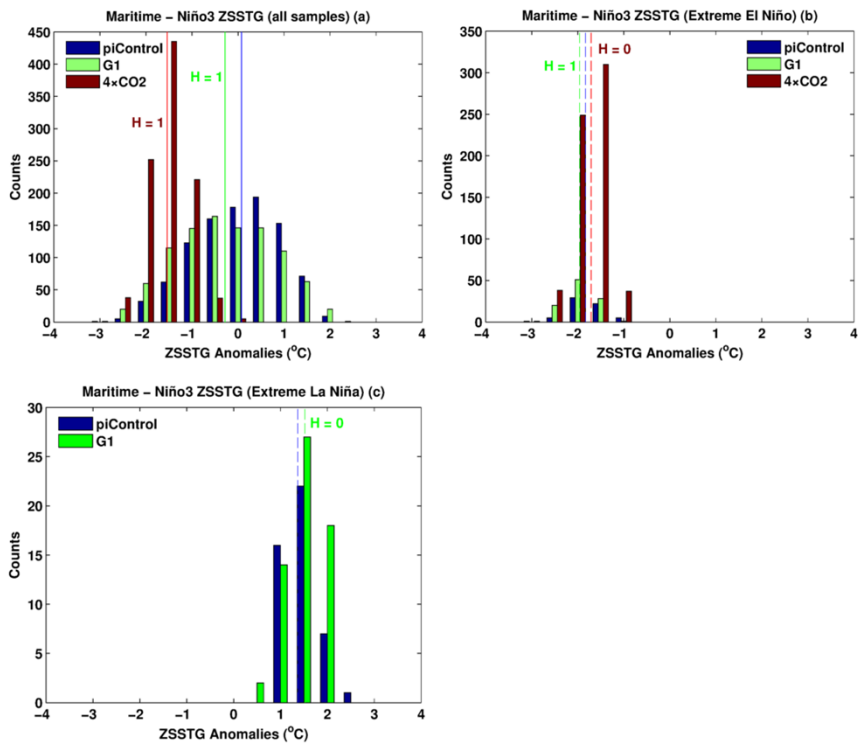 Maritime – Niño3 ZSSTG (all samples) (a)
450
400
350
300
250
200
150
100
50
0
Counts
piControl
G1
4×CO2
H = 1
H = 1
−4 −3 −2 −1 0 1 2 3 4
ZSSTG Anomalies (°C)
Maritime – Niño3 ZSSTG (Extreme El Niño) (b)
350
300
250
200
150
100
50
0
Counts
H = 0
H = 1
piControl
G1
4×CO2
−4 −3 −2 −1 0 1 2 3 4
ZSSTG Anomalies (°C)
Maritime – Niño3 ZSSTG (Extreme La Niña) (c)
30
25
20
15
10
5
0
Counts
piControl
G1
H = 0
−4 −3 −2 −1 0 1 2 3 4
ZSSTG Anomalies (°C)